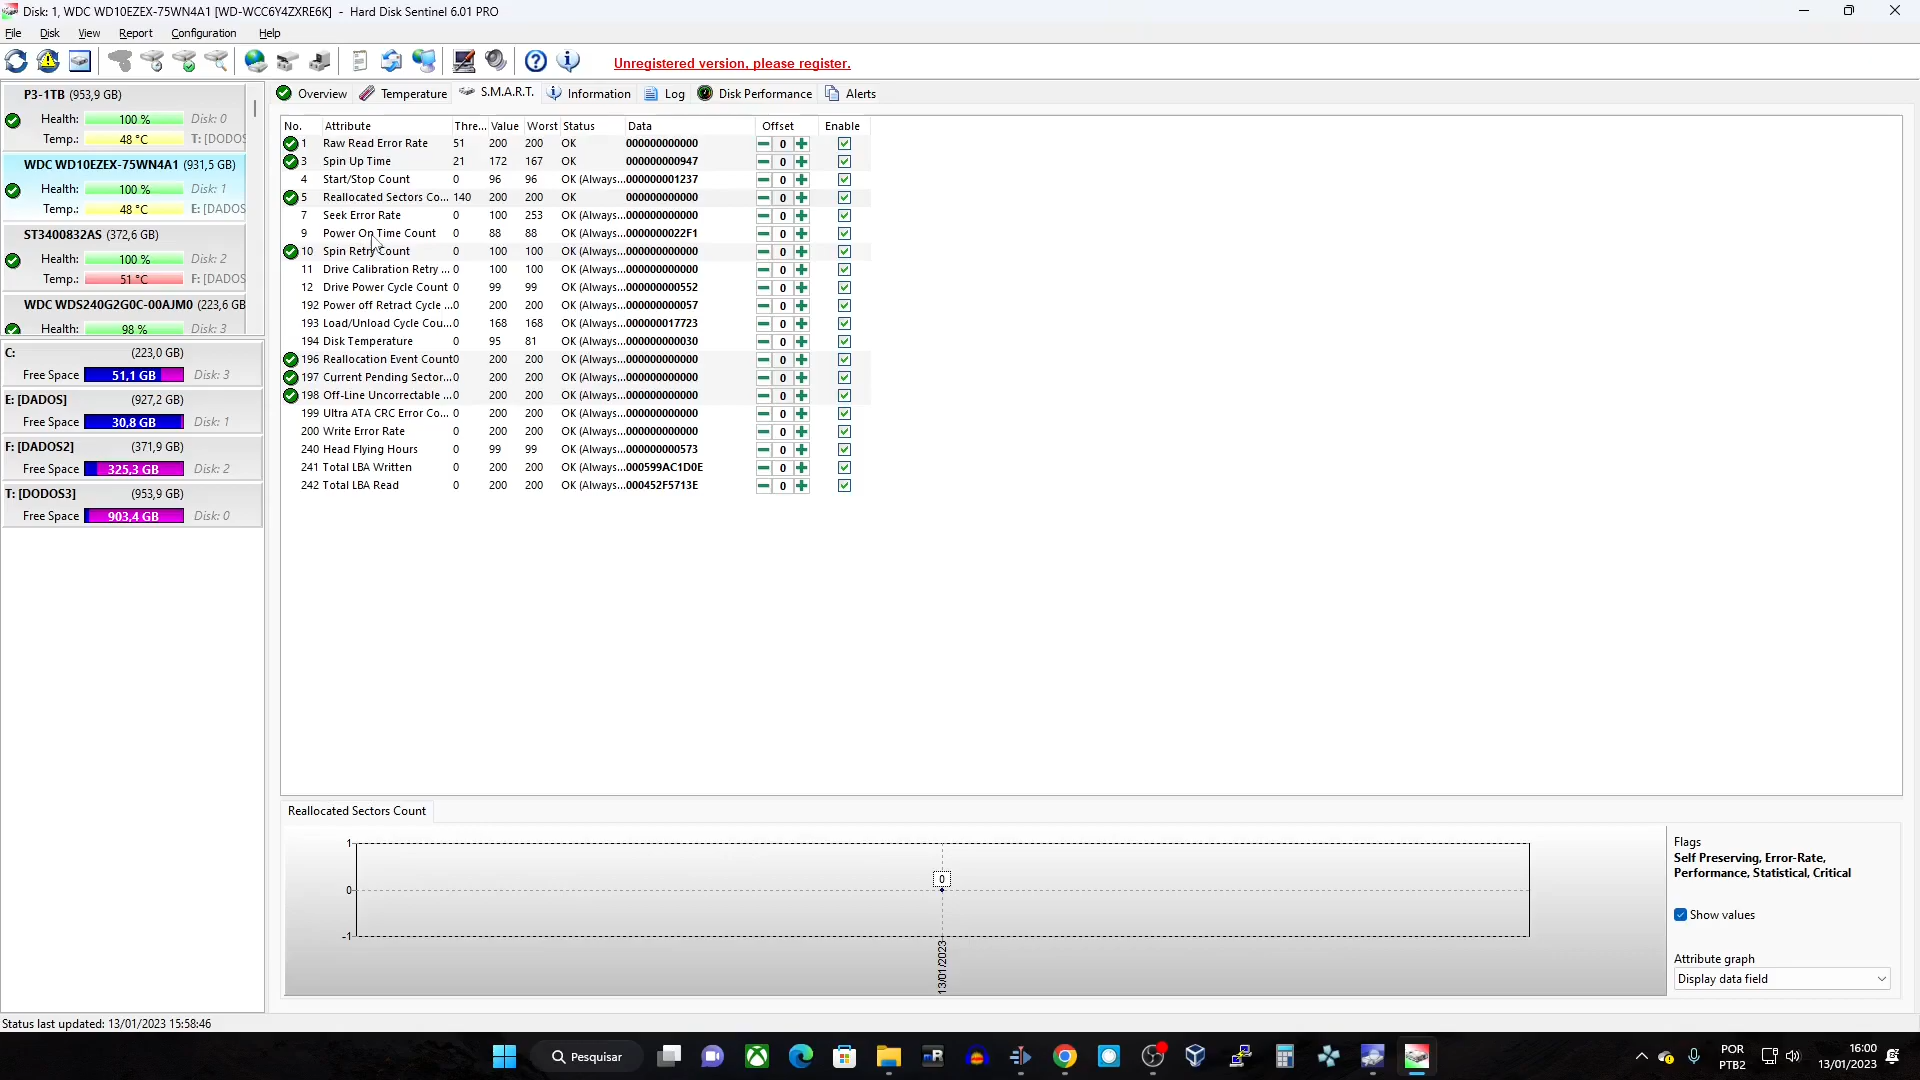 Disk: 1, WDC WD10EZEX-75WN4A1 [WD-WCC6Y4ZXRE6K] - Hard Disk Sentinel 6.01 PRO
File Disk View Report Configuration Help
Unregistered version, please register.
P3-1TB (953,9 GB)
Health: 100 % Disk: 0
Temp.: 48 °C T: [DODOS
WDC WD10EZEX-75WN4A1 (931,5 GB)
Health: 100 % Disk: 1
Temp.: 48 °C E: [DADOS
ST3400832AS (372,6 GB)
Health: 100 % Disk: 2
Temp.: 51 °C F: [DADOS
WDC WDS240G2G0C-00AJM0 (223,6 GB
Health: 98 % Disk: 3
C: (223,0 GB)
Free Space 51,1 GB Disk: 3
E: [DADOS] (927,2 GB)
Free Space 30,8 GB Disk: 1
F: [DADOS2] (371,9 GB)
Free Space 325,3 GB Disk: 2
T: [DODOS3] (953,9 GB)
Free Space 903,4 GB Disk: 0
Overview Temperature S.M.A.R.T. Information Log Disk Performance Alerts
No. Attribute Thre... Value Worst Status Data Offset Enable
1 Raw Read Error Rate 51 200 200 OK 000000000000 0
3 Spin Up Time 21 172 167 OK 000000000947 0
4 Start/Stop Count 0 96 96 OK (Always... 000000001237 0
5 Reallocated Sectors Co... 140 200 200 OK 000000000000 0
7 Seek Error Rate 0 100 253 OK (Always... 000000000000 0
9 Power On Time Count 0 88 88 OK (Always... 0000000022F1 0
10 Spin Retry Count 0 100 100 OK (Always... 000000000000 0
11 Drive Calibration Retry ... 0 100 100 OK (Always... 000000000000 0
12 Drive Power Cycle Count 0 99 99 OK (Always... 000000000552 0
192 Power off Retract Cycle ... 0 200 200 OK (Always... 000000000057 0
193 Load/Unload Cycle Cou... 0 168 168 OK (Always... 000000017723 0
194 Disk Temperature 0 95 81 OK (Always... 000000000030 0
196 Reallocation Event Count 0 200 200 OK (Always... 000000000000 0
197 Current Pending Sector... 0 200 200 OK (Always... 000000000000 0
198 Off-Line Uncorrectable ... 0 200 200 OK (Always... 000000000000 0
199 Ultra ATA CRC Error Co... 0 200 200 OK (Always... 000000000000 0
200 Write Error Rate 0 200 200 OK (Always... 000000000000 0
240 Head Flying Hours 0 99 99 OK (Always... 000000000573 0
241 Total LBA Written 0 200 200 OK (Always... 000599AC1D0E 0
242 Total LBA Read 0 200 200 OK (Always... 000452F5713E 0
Reallocated Sectors Count
1
0
-1
0
13/01/2023
Flags
Self Preserving, Error-Rate,
Performance, Statistical, Critical
Show values
Attribute graph
Display data field
Status last updated: 13/01/2023 15:58:46
Pesquisar
mR
POR
PTB2
16:00
13/01/2023